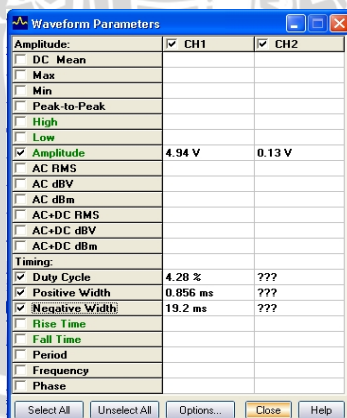 Waveform Parameters
Amplitude: CH1 CH2
DC Mean
Max
Min
Peak-to-Peak
High
Low
Amplitude 4.94 V 0.13 V
AC RMS
AC dBV
AC dBm
AC+DC RMS
AC+DC dBV
AC+DC dBm
Timing:
Duty Cycle 4.28 % ???
Positive Width 0.856 ms ???
Negative Width 19.2 ms ???
Rise Time
Fall Time
Period
Frequency
Phase
Select All Unselect All Options... Close Help